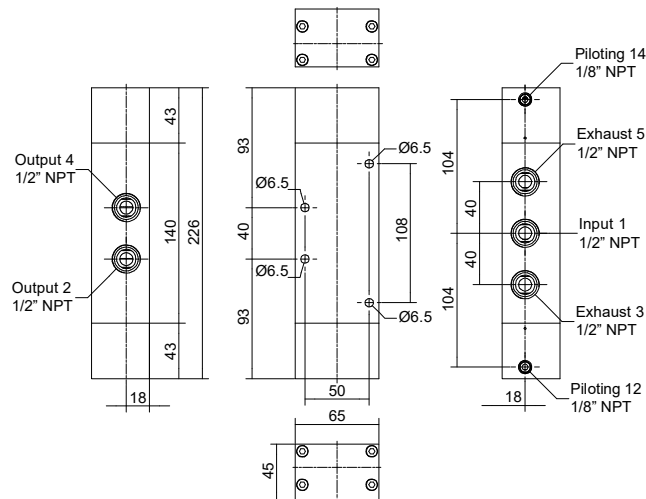 Output 4
1/2” NPT
Output 2
1/2” NPT
43
140
226
43
18
93
40
93
Ø6.5
Ø6.5
Ø6.5
Ø6.5
108
50
65
45
Piloting 14
1/8” NPT
Exhaust 5
1/2” NPT
Input 1
1/2” NPT
Exhaust 3
1/2” NPT
Piloting 12
1/8” NPT
104
40
40
104
18